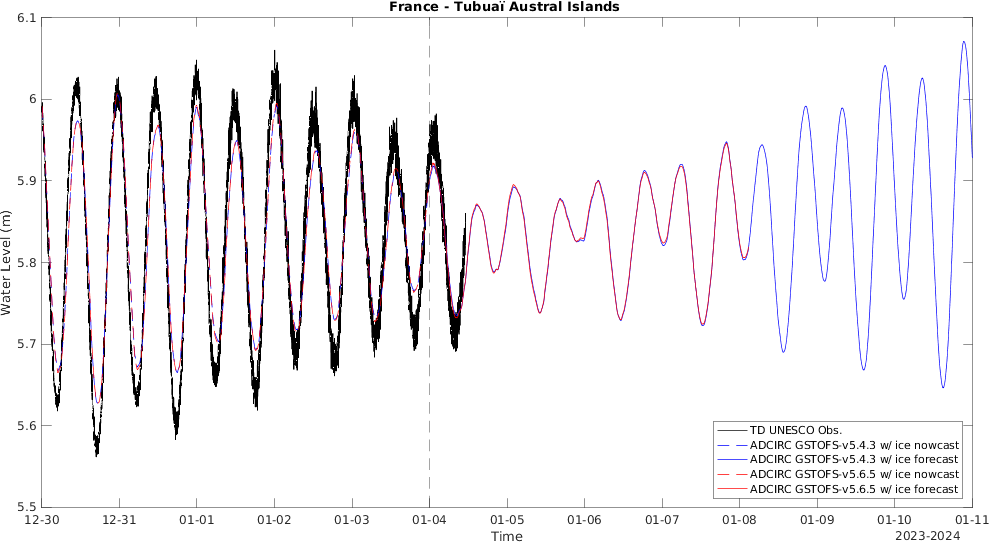 France - Tubuaï Austral Islands
6.1
6
5.9
5.8
5.7
5.6
5.5
Water Level (m)
TD UNESCO Obs.
ADCIRC GSTOFS-v5.4.3 w/ ice nowcast
ADCIRC GSTOFS-v5.4.3 w/ ice forecast
ADCIRC GSTOFS-v5.6.5 w/ ice nowcast
ADCIRC GSTOFS-v5.6.5 w/ ice forecast
12-30 12-31 01-01 01-02 01-03 01-04 01-05 01-06 01-07 01-08 01-09 01-10 01-11
Time
2023-2024